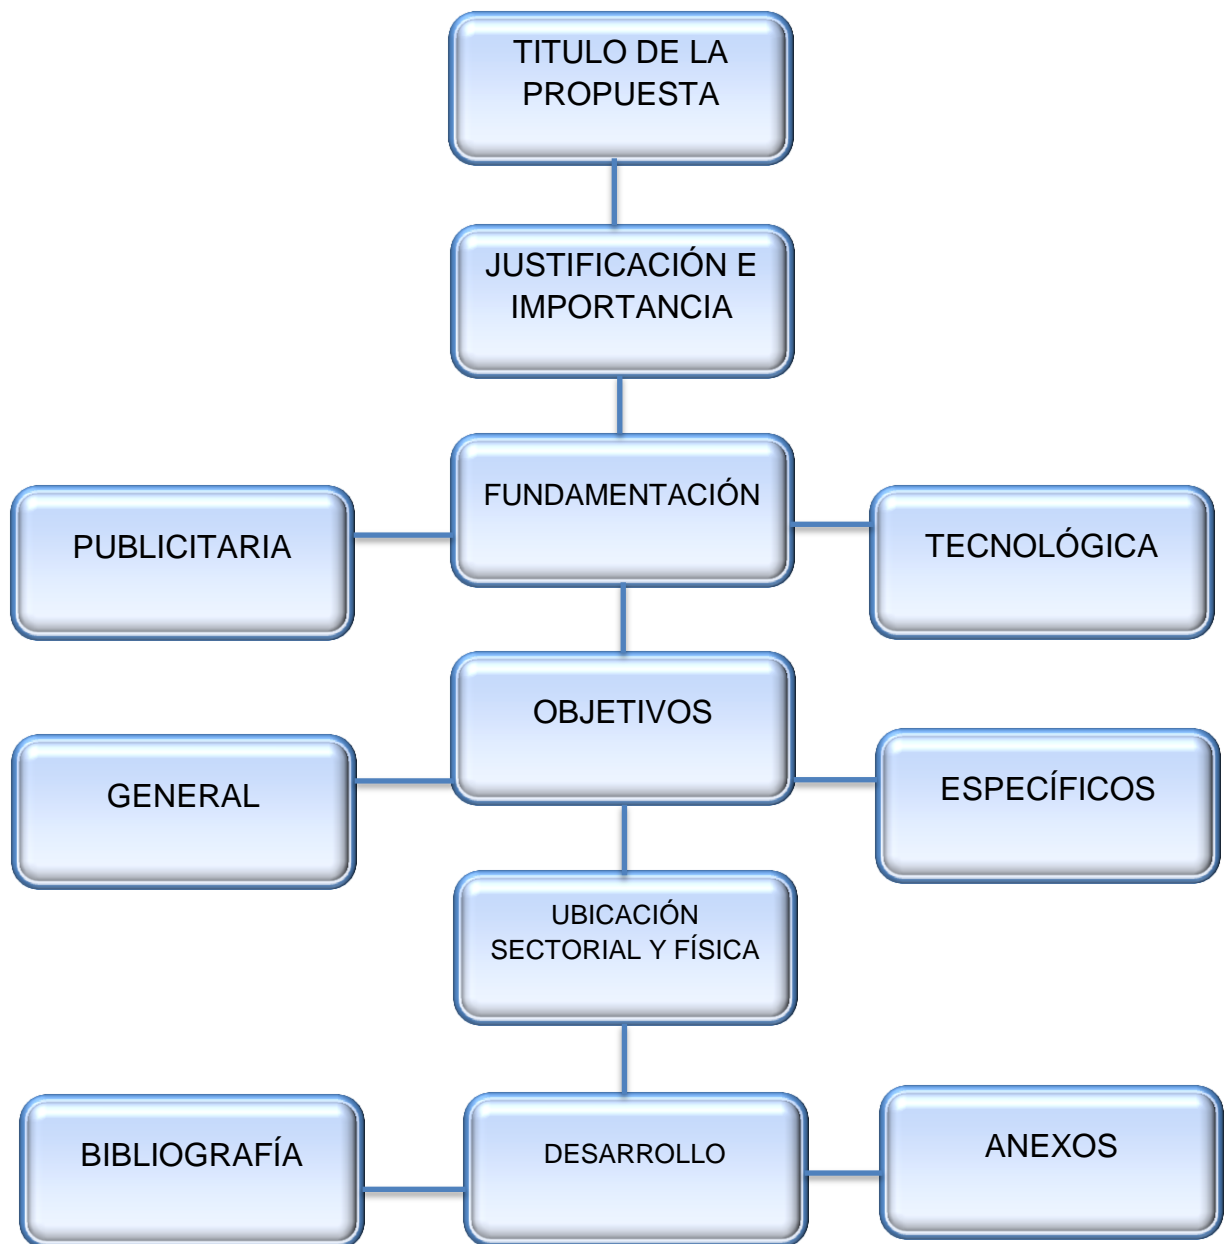 TITULO DE LA
PROPUESTA
JUSTIFICACIÓN E
IMPORTANCIA
FUNDAMENTACIÓN
PUBLICITARIA
TECNOLÓGICA
OBJETIVOS
GENERAL
ESPECÍFICOS
UBICACIÓN
SECTORIAL Y FÍSICA
BIBLIOGRAFÍA
DESARROLLO
ANEXOS